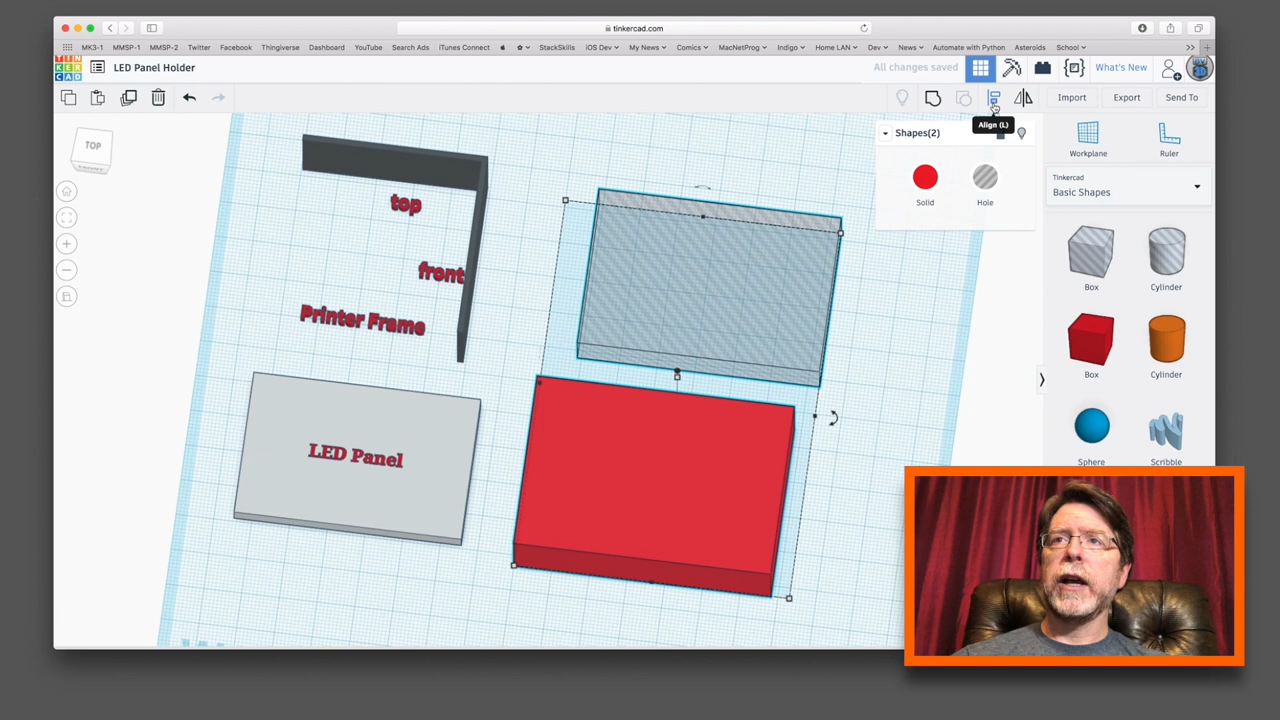 tinkercad.com
MK3-1 MMSP-1 MMSP-2 Twitter Facebook Thingiverse Dashboard YouTube Search Ads iTunes Connect StackSkills iOS Dev My News Comics MacNetProg Indigo Home LAN Dev News Automate with Python Asteroids School
TIN
KER
CAD
LED Panel Holder
All changes saved
What's New
Import
Export
Send To
Align (L)
TOP
Shapes(2)
Solid
Hole
Workplane
Ruler
Tinkercad
Basic Shapes
Box
Cylinder
Box
Cylinder
Sphere
Scribble
top
front
Printer Frame
LED Panel